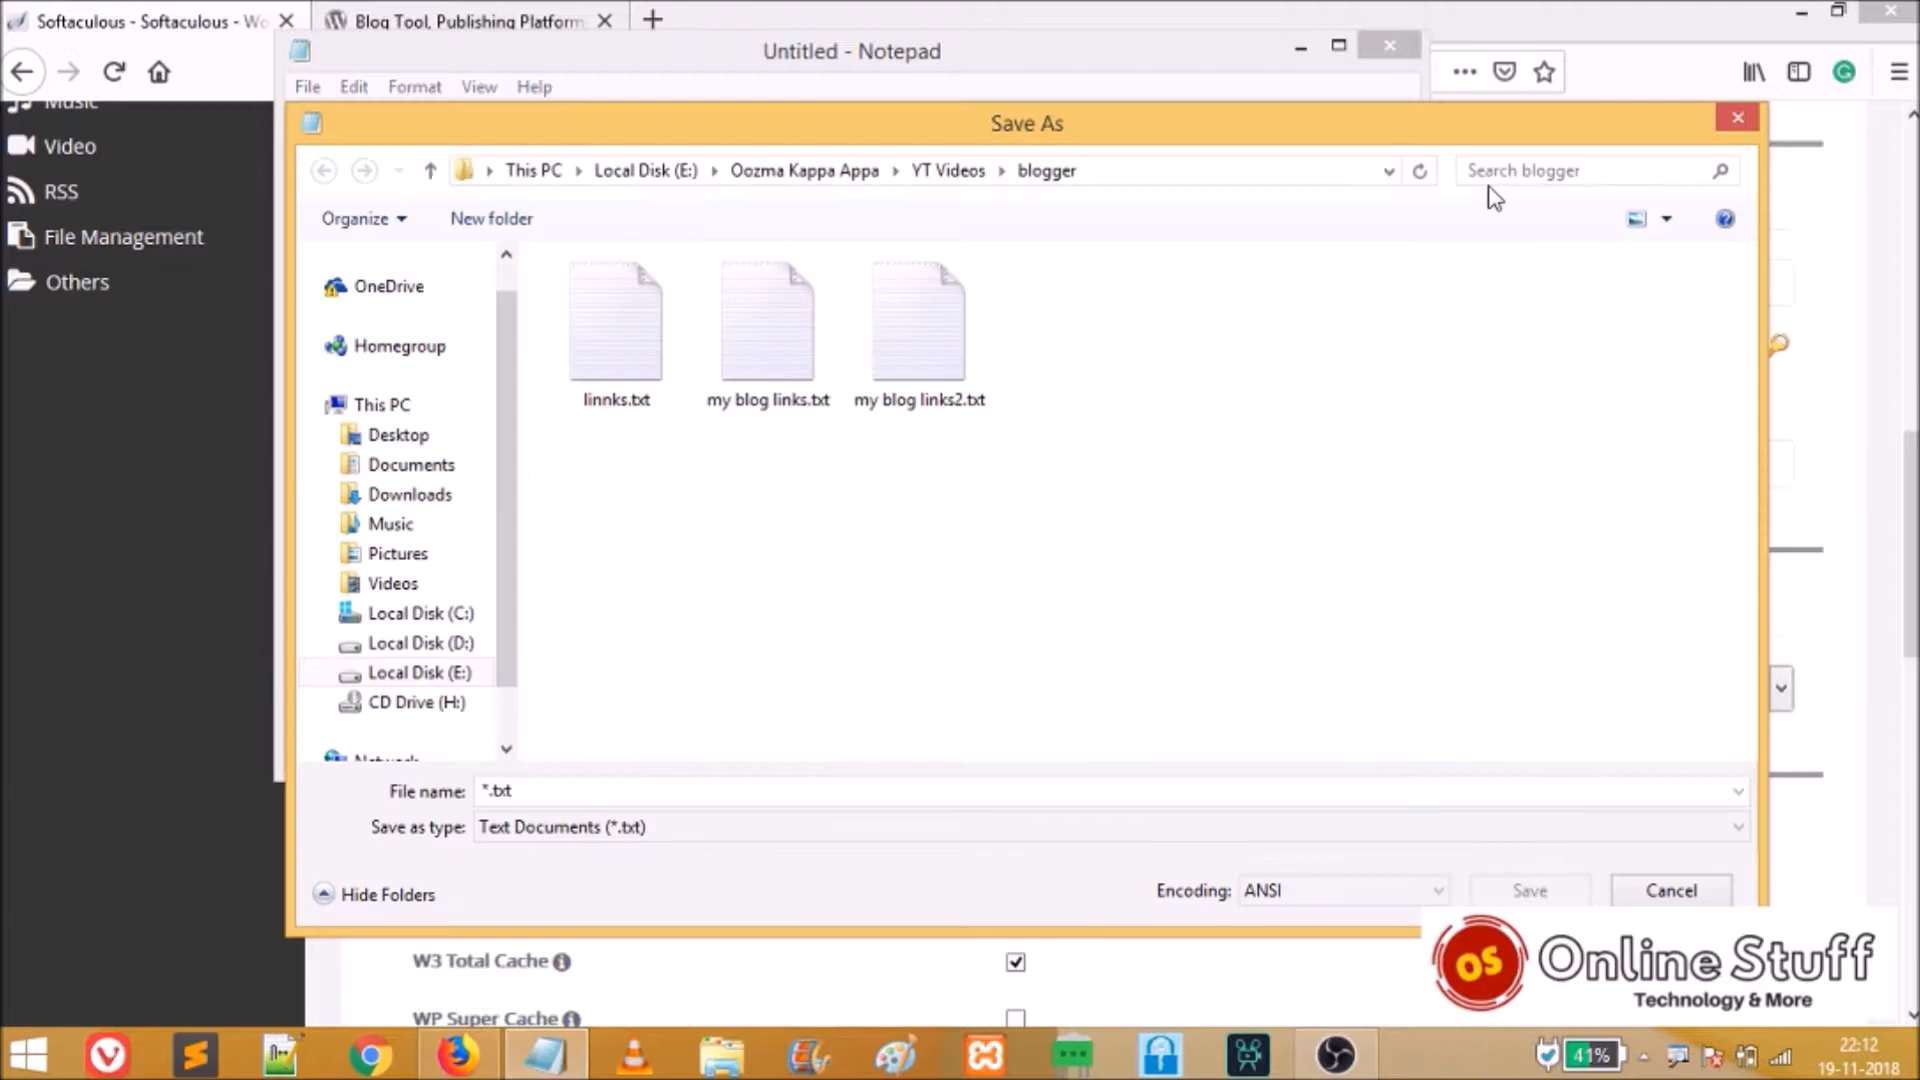 Softaculous - Softaculous - Wo
Blog Tool, Publishing Platform,
Untitled - Notepad
File Edit Format View Help
Music
Video
RSS
File Management
Others
Save As
This PC Local Disk (E:) Oozma Kappa Appa YT Videos blogger
Search blogger
Organize New folder
OneDrive
Homegroup
This PC
Desktop
Documents
Downloads
Music
Pictures
Videos
Local Disk (C:)
Local Disk (D:)
Local Disk (E:)
CD Drive (H:)
Network
linnks.txt
my blog links.txt
my blog links2.txt
File name: *.txt
Save as type: Text Documents (*.txt)
Hide Folders
Encoding: ANSI
Save
Cancel
W3 Total Cache
WP Super Cache
OS
Online Stuff
Technology & More
41%
22:12
19-11-2018